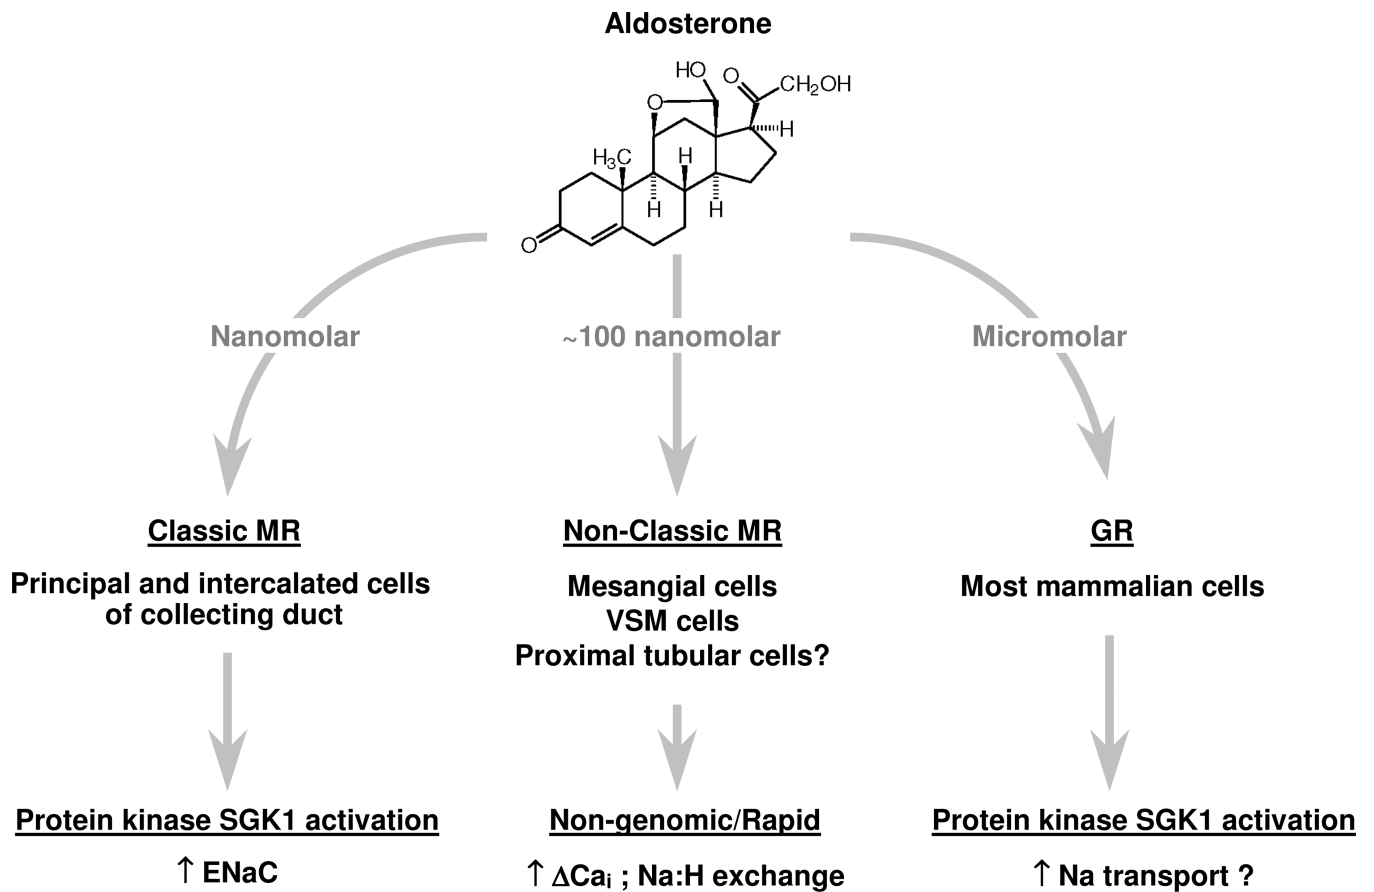 Aldosterone
HO
O
CH₂OH
O
H
H₃C
H
H
H
O
Nanomolar
~100 nanomolar
Micromolar
Classic MR
Non-Classic MR
GR
Principal and intercalated cells
of collecting duct
Mesangial cells
VSM cells
Proximal tubular cells?
Most mammalian cells
Protein kinase SGK1 activation
Non-genomic/Rapid
Protein kinase SGK1 activation
↑ ENaC
↑ ΔCaᵢ ; Na:H exchange
↑ Na transport ?